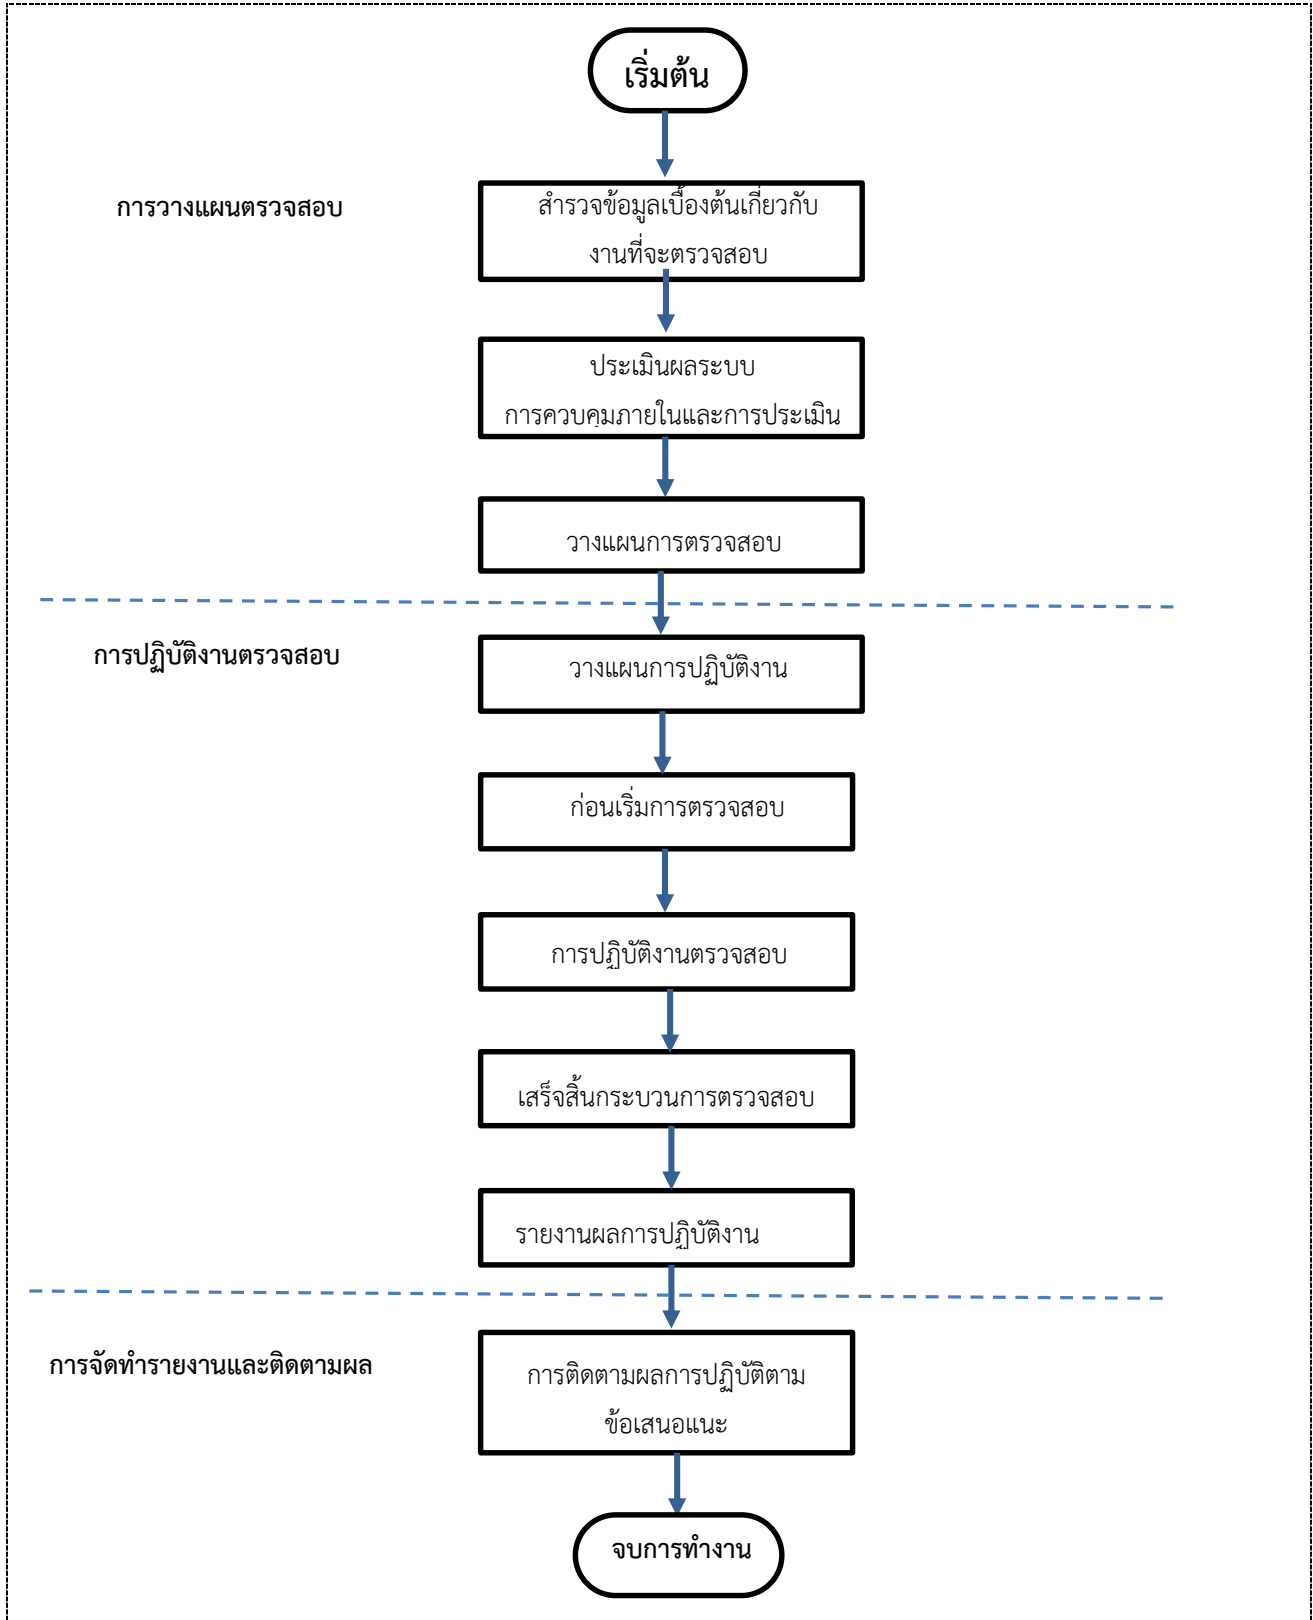 เริ่มต้น
การวางแผนตรวจสอบ
สำรวจข้อมูลเบื้องต้นเกี่ยวกับ
งานที่จะตรวจสอบ
ประเมินผลระบบ
การควบคุมภายในและการประเมิน
วางแผนการตรวจสอบ
การปฏิบัติงานตรวจสอบ
วางแผนการปฏิบัติงาน
ก่อนเริ่มการตรวจสอบ
การปฏิบัติงานตรวจสอบ
เสร็จสิ้นกระบวนการตรวจสอบ
รายงานผลการปฏิบัติงาน
การจัดทำรายงานและติดตามผล
การติดตามผลการปฏิบัติตาม
ข้อเสนอแนะ
จบการทำงาน